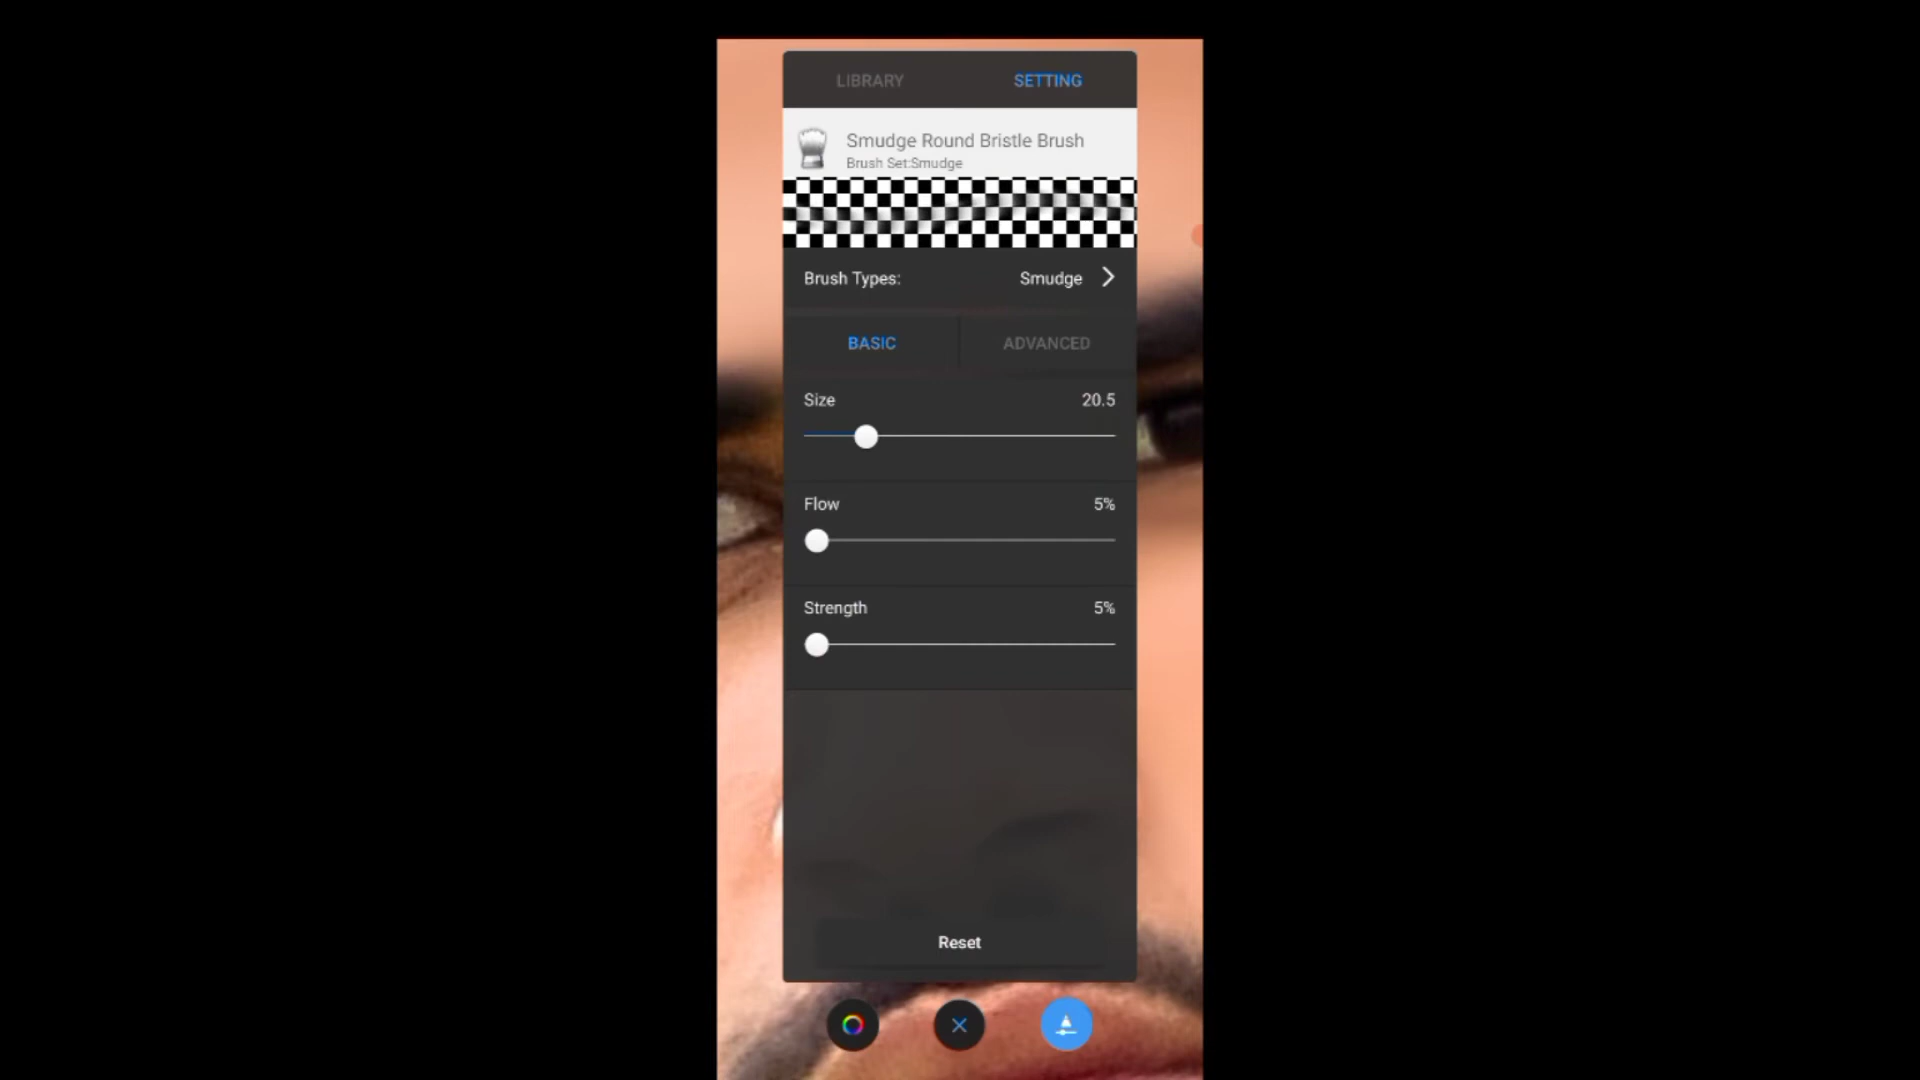 LIBRARY SETTING
Smudge Round Bristle Brush
Brush Set:Smudge
Brush Types: Smudge
BASIC ADVANCED
Size 20.5
Flow 5%
Strength 5%
Reset